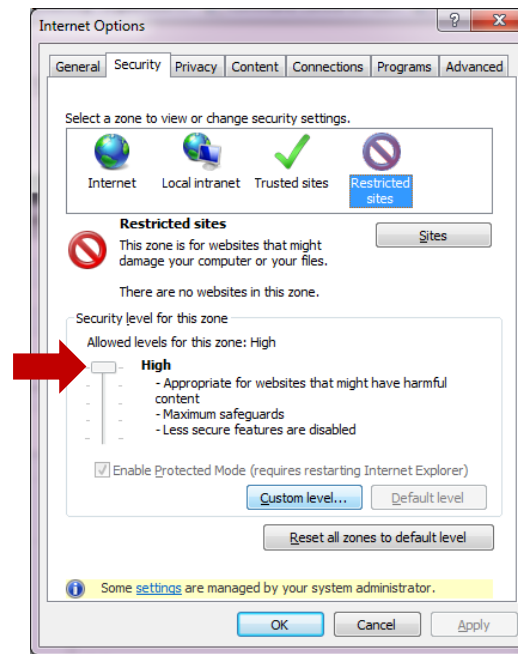 Internet Options
General Security Privacy Content Connections Programs Advanced
Select a zone to view or change security settings.
Internet Local intranet Trusted sites Restricted
sites
Restricted sites
Sites
This zone is for websites that might
damage your computer or your files.
There are no websites in this zone.
Security level for this zone
Allowed levels for this zone: High
High
- Appropriate for websites that might have harmful
content
- Maximum safeguards
- Less secure features are disabled
Enable Protected Mode (requires restarting Internet Explorer)
Custom level... Default level
Reset all zones to default level
Some settings are managed by your system administrator.
OK Cancel Apply